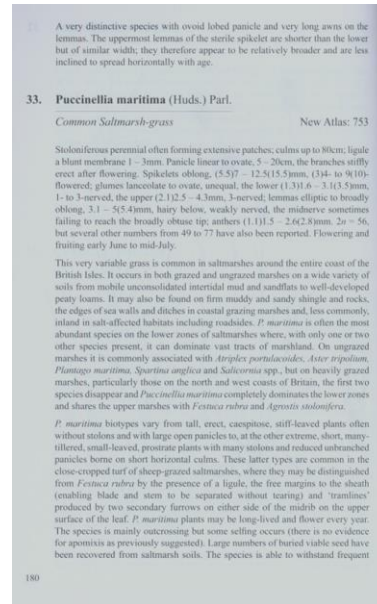 A very distinctive species with ovoid lobed panicle and very long awns on the
lemmas. The uppermost lemmas of the sterile spikelet are shorter than the lower
but of similar width; they therefore appear to be relatively broader and are less
inclined to spread horizontally with age.
33. Puccinellia maritima (Huds.) Parl.
Common Saltmarsh-grass New Atlas: 753
Stoloniferous perennial often forming extensive patches; culms up to 80cm; ligule
a blunt membrane 1 – 3mm. Panicle linear to ovate, 5 – 20cm, the branches stiffly
erect after flowering. Spikelets oblong, (5.5)7 – 12.5(15.5)mm, (3)4- to 9(10)-
flowered; glumes lanceolate to ovate, unequal, the lower (1.3)1.6 – 3.1(3.5)mm,
1- to 3-nerved, the upper (2.1)2.5 – 4.3mm, 3-nerved; lemmas elliptic to broadly
oblong, 3.1 – 5(5.4)mm, hairy below, weakly nerved, the midnerve sometimes
failing to reach the broadly obtuse tip; anthers (1.1)1.5 – 2.6(2.8)mm. 2n = 56,
but several other numbers from 49 to 77 have also been reported. Flowering and
fruiting early June to mid-July.
This very variable grass is common in saltmarshes around the entire coast of the
British Isles. It occurs in both grazed and ungrazed marshes on a wide variety of
soils from mobile unconsolidated intertidal mud and sandflats to well-developed
peaty loams. It may also be found on firm muddy and sandy shingle and rocks,
the edges of sea walls and ditches in coastal grazing marshes and, less commonly,
inland in salt-affected habitats including roadsides. P. maritima is often the most
abundant species on the lower zones of saltmarshes where, with only one or two
other species present, it can dominate vast tracts of marshland. On ungrazed
marshes it is commonly associated with Atriplex portulacoides, Aster tripolium,
Plantago maritima, Spartina anglica and Salicornia spp., but on heavily grazed
marshes, particularly those on the north and west coasts of Britain, the first two
species disappear and Puccinellia maritima completely dominates the lower zones
and shares the upper marshes with Festuca rubra and Agrostis stolonifera.
P. maritima biotypes vary from tall, erect, caespitose, stiff-leaved plants often
without stolons and with large open panicles to, at the other extreme, short, many-
tillered, small-leaved, prostrate plants with many stolons and reduced unbranched
panicles borne on short horizontal culms. These latter types are common in the
close-cropped turf of sheep-grazed saltmarshes, where they may be distinguished
from Festuca rubra by the presence of a ligule, the free margins to the sheath
(enabling blade and stem to be separated without tearing) and 'tramlines'
produced by two secondary furrows on either side of the midrib on the upper
surface of the leaf. P. maritima plants may be long-lived and flower every year.
The species is mainly outcrossing but some selfing occurs (there is no evidence
for apomixis as previously suggested). Large numbers of buried viable seed have
been recovered from saltmarsh soils. The species is able to withstand frequent
180